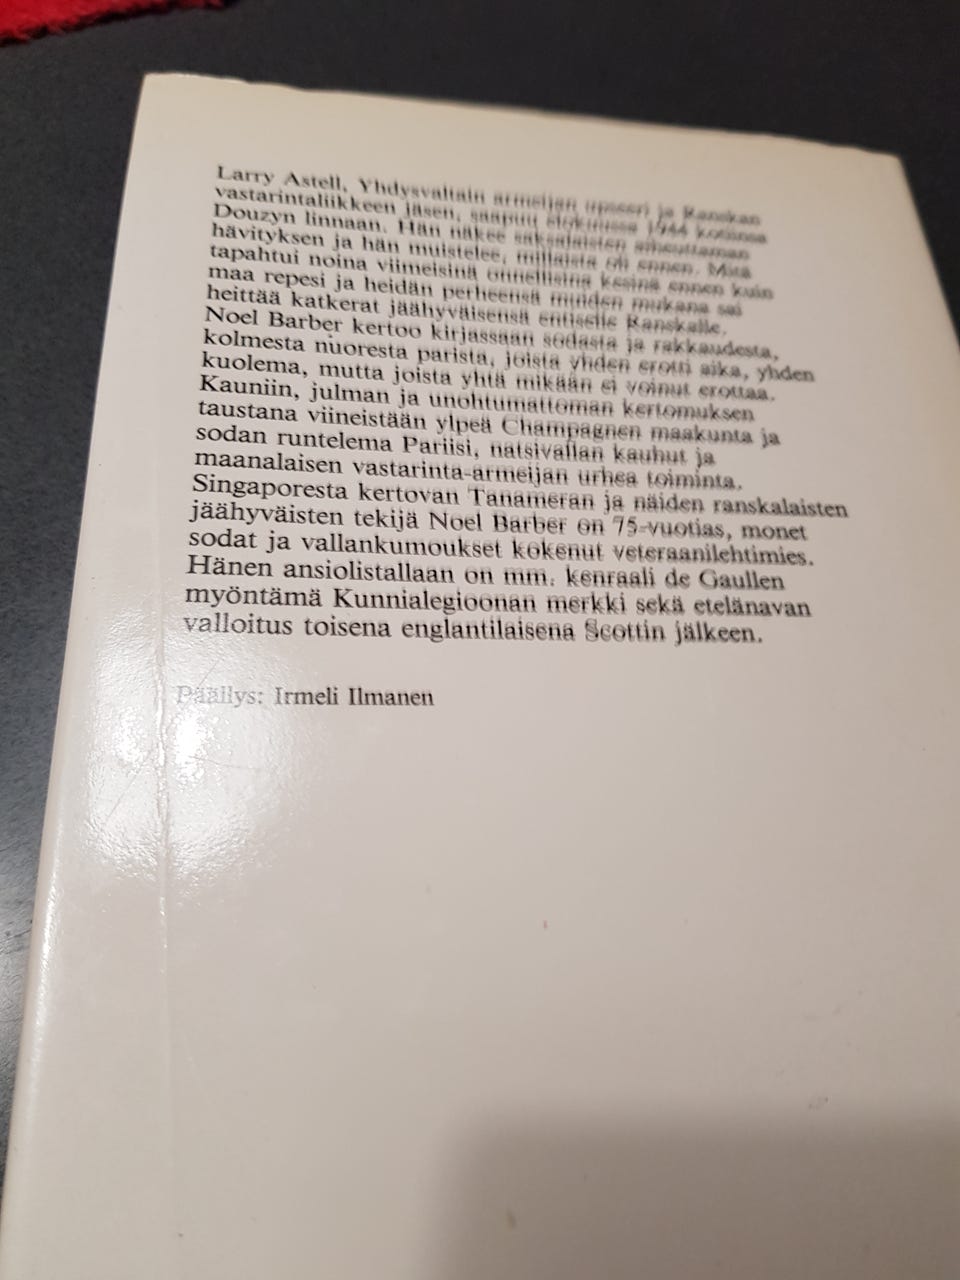 Larry Astell, Yhdysvaltain armeijan upseeri ja Ranskan
vastarintaliikkeen jäsen, saapuu elokuussa 1944 kotiinsa
Douzyn linnaan. Hän näkee saksalaisten aiheuttaman
hävityksen ja hän muistelee, millaista oli ennen. Mitä
tapahtui noina viimeisinä onnellisina kesinä ennen kuin
maa repesi ja heidän perheensä muiden mukana sai
heittää katkerat jäähyväisensä entiselle Ranskalle.
Noel Barber kertoo kirjassaan sodasta ja rakkaudesta,
kolmesta nuoresta parista, joista yhden erotti aika, yhden
kuolema, mutta joista yhtä mikään ei voinut erottaa.
Kauniin, julman ja unohtumattoman kertomuksen
taustana viineistään ylpeä Champagnen maakunta ja
sodan runtelema Pariisi, natsivallan kauhut ja
maanalaisen vastarinta-armeijan urhea toiminta.
Singaporesta kertovan Tanameran ja näiden ranskalaisten
jäähyväisten tekijä Noel Barber on 75-vuotias, monet
sodat ja vallankumoukset kokenut veteraanilehtimies.
Hänen ansiolistallaan on mm. kenraali de Gaullen
myöntämä Kunnialegioonan merkki sekä etelänavan
valloitus toisena englantilaisena Scottin jälkeen.
Päällys: Irmeli Ilmanen